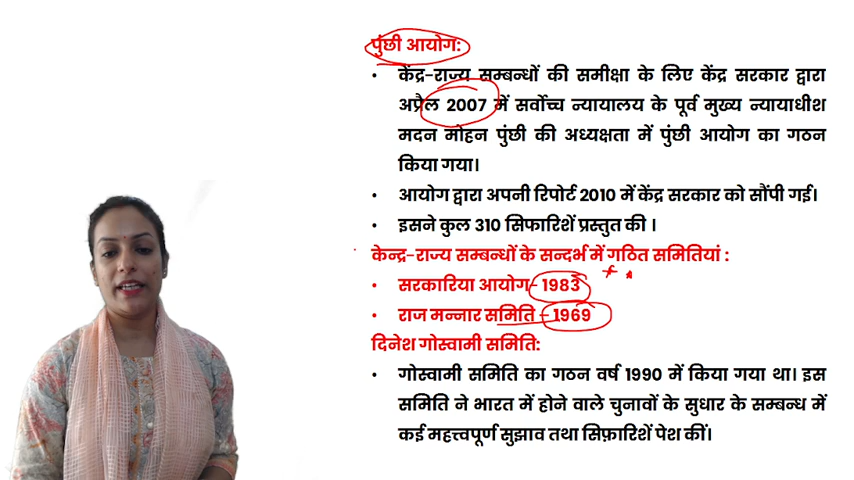 पुंछी आयोग:
• केंद्र-राज्य सम्बन्धों की समीक्षा के लिए केंद्र सरकार द्वारा
अप्रैल 2007 में सर्वोच्च न्यायालय के पूर्व मुख्य न्यायाधीश
मदन मोहन पुंछी की अध्यक्षता में पुंछी आयोग का गठन
किया गया।
• आयोग द्वारा अपनी रिपोर्ट 2010 में केंद्र सरकार को सौंपी गई।
• इसने कुल 310 सिफारिशें प्रस्तुत की ।
केन्द्र-राज्य सम्बन्धों के सन्दर्भ में गठित समितियां :
• सरकारिया आयोग- 1983
• राज मन्नार समिति - 1969
दिनेश गोस्वामी समिति:
• गोस्वामी समिति का गठन वर्ष 1990 में किया गया था। इस
समिति ने भारत में होने वाले चुनावों के सुधार के सम्बन्ध में
कई महत्त्वपूर्ण सुझाव तथा सिफ़ारिशें पेश कीं।